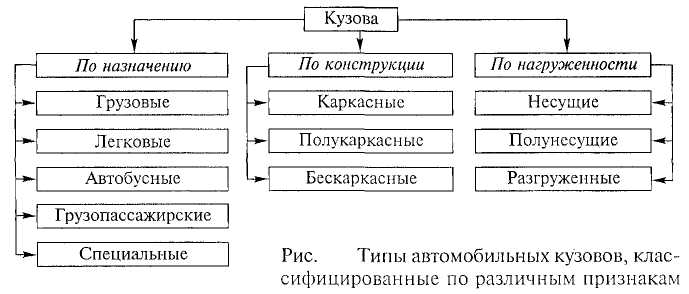 Кузова
По назначению
По конструкции
По нагруженности
Грузовые
Каркасные
Несущие
Легковые
Полукаркасные
Полунесущие
Автобусные
Бескаркасные
Разгруженные
Грузопассажирские
Специальные
Рис. Типы автомобильных кузовов, клас-
сифицированные по различным признакам